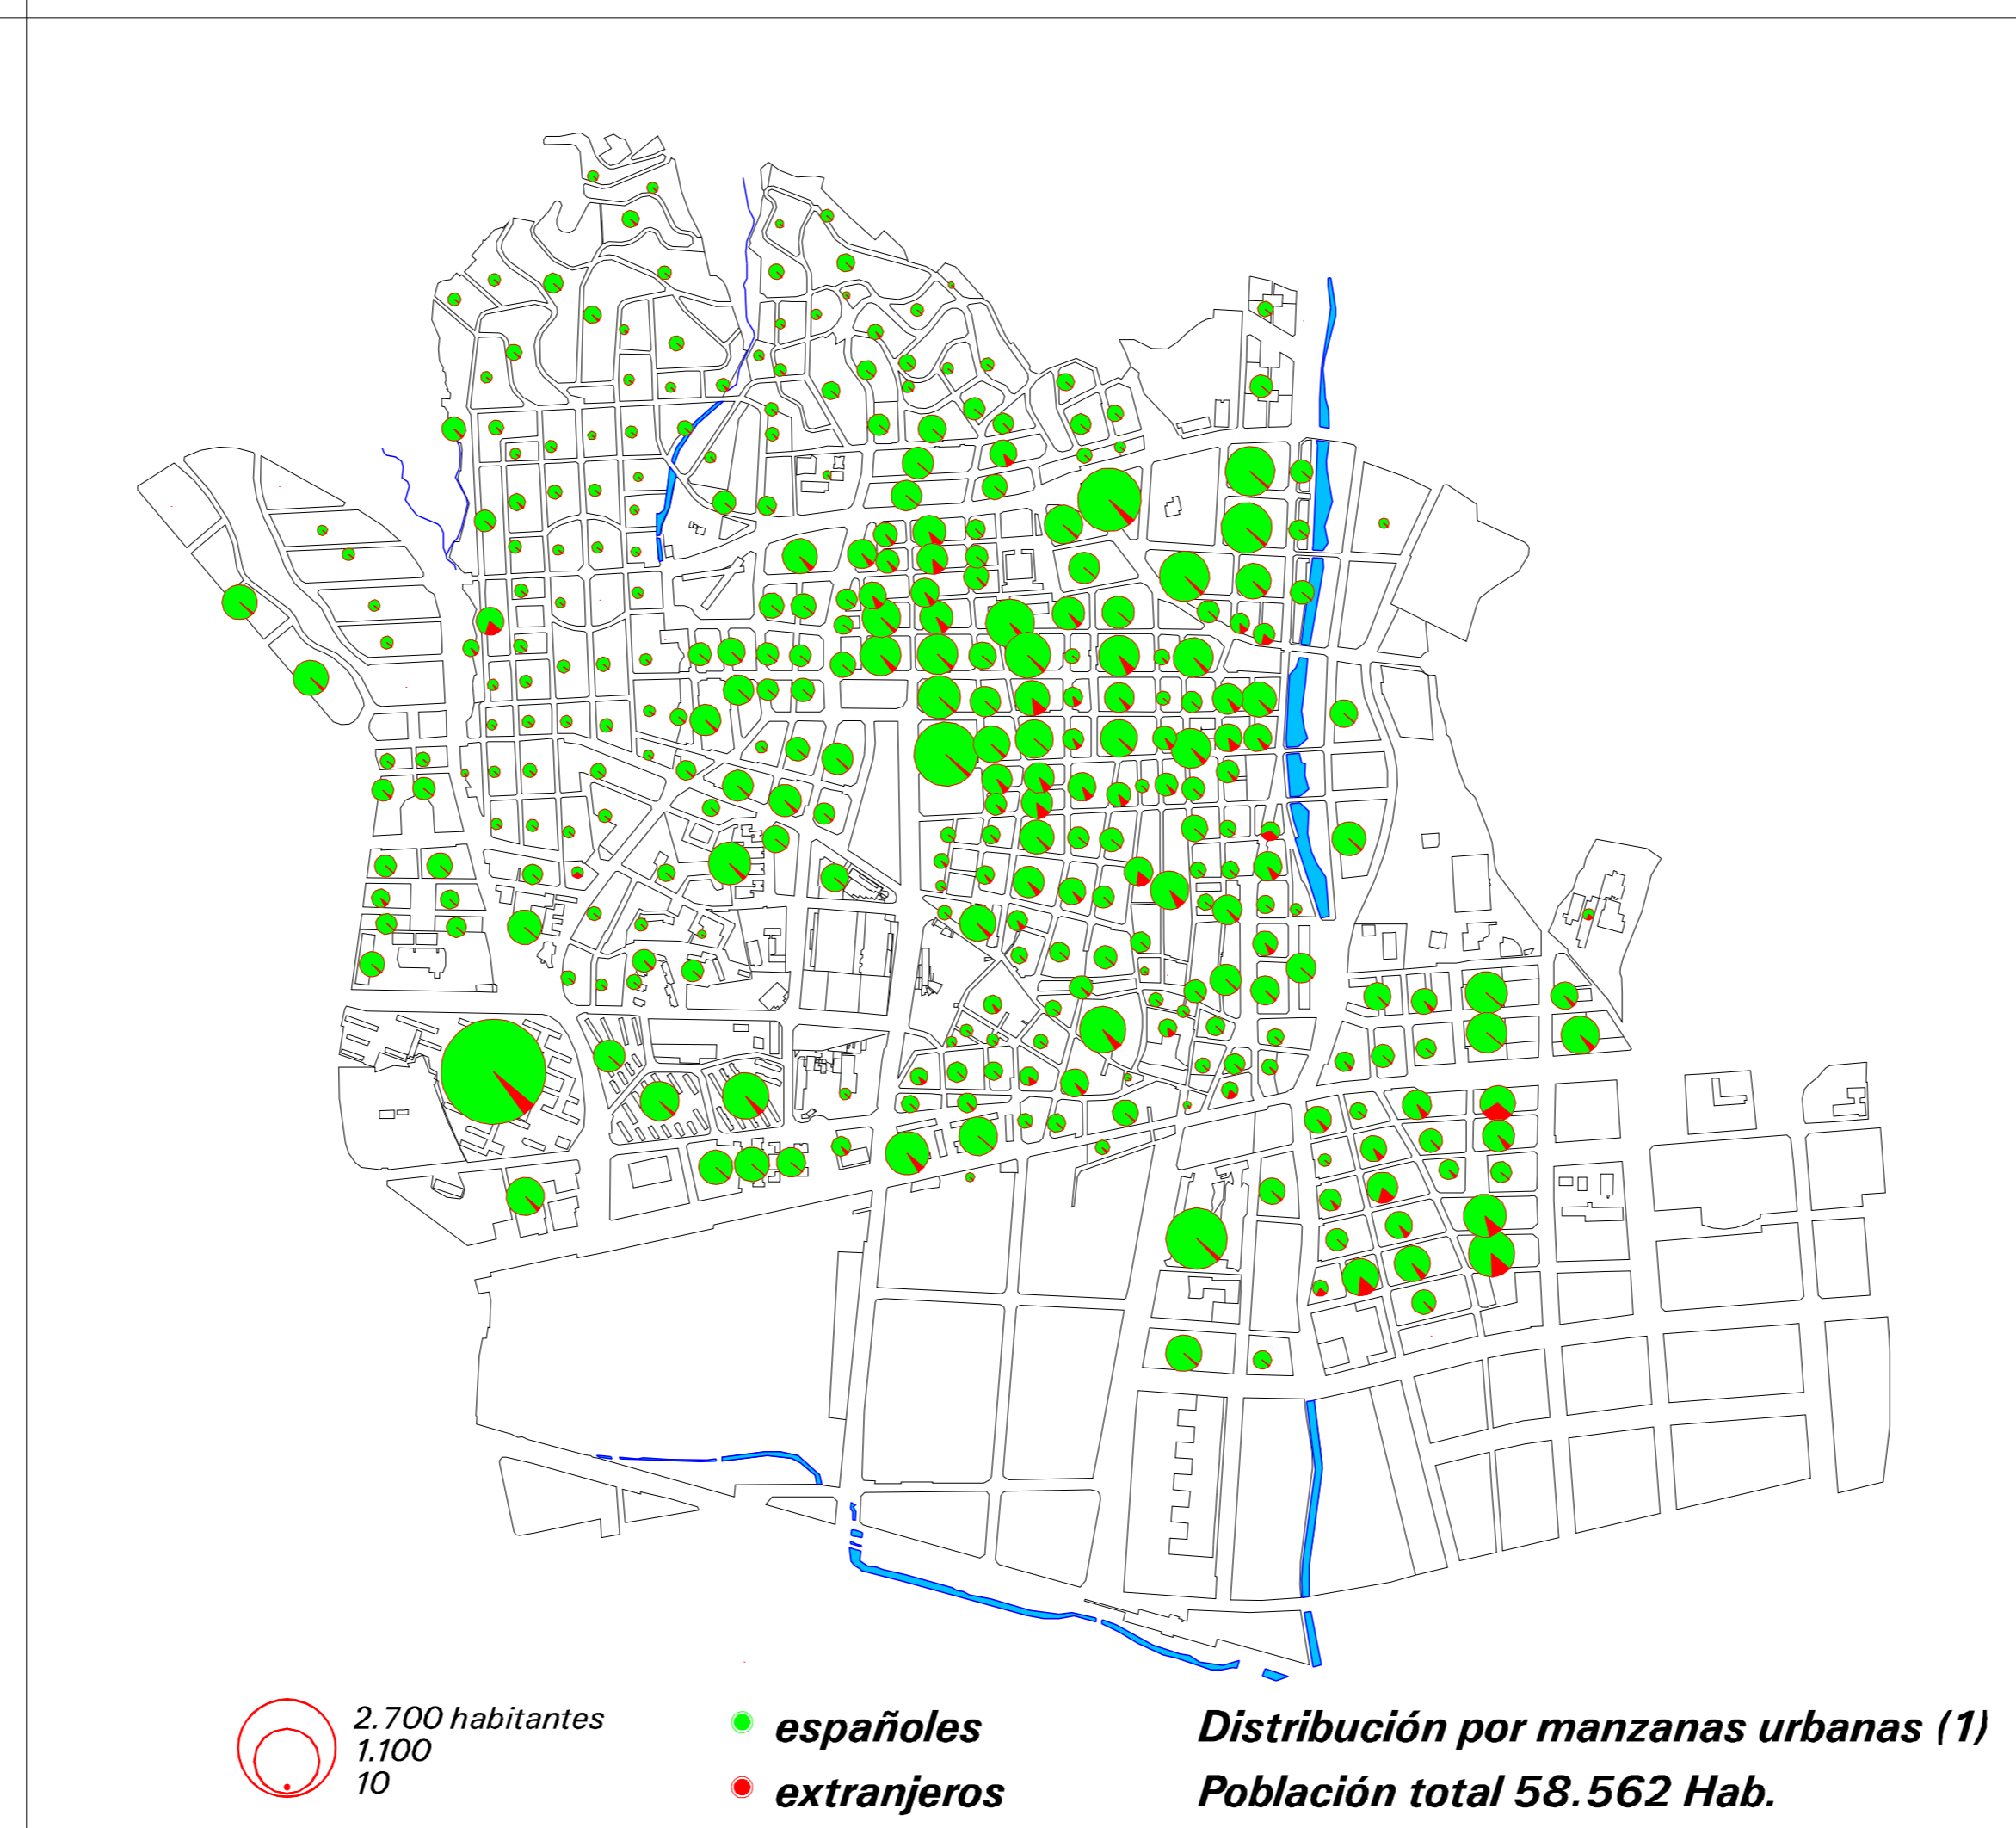 2.700 habitantes
1.100
10
españoles
extranjeros
Distribución por manzanas urbanas (1)
Población total 58.562 Hab.